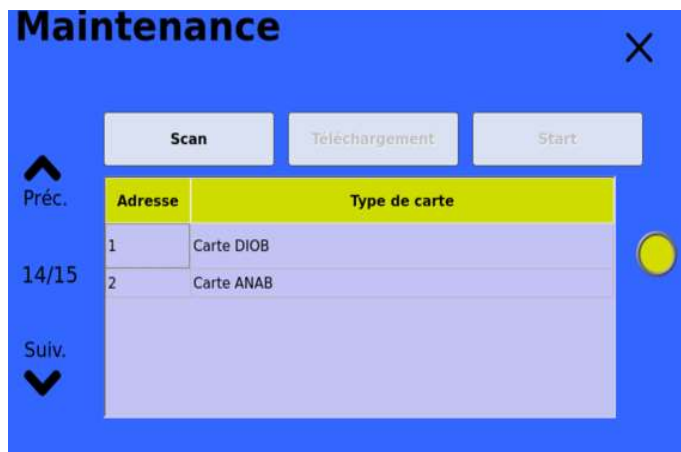 Maintenance
Scan Téléchargement Start
Préc.
Adresse Type de carte
1 Carte DIOB
14/15
2 Carte ANAB
Suiv.